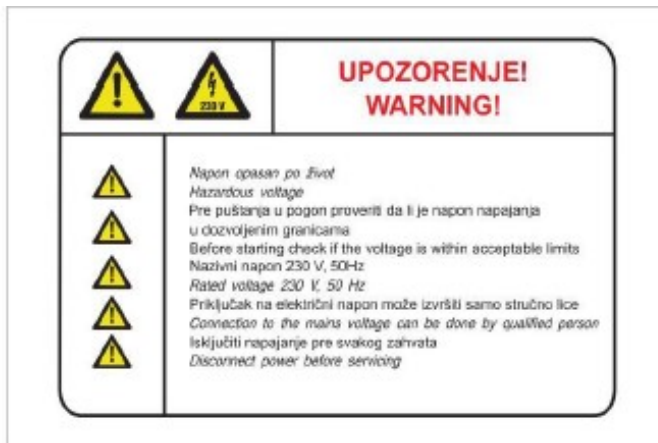 230 V
UPOZORENJE!
WARNING!
Napon opasan po život
Hazardous voltage
Pre puštanja u pogon proveriti da li je napon napajanja
u dozvoljenim granicama
Before starting check if the voltage is within acceptable limits
Nazivni napon 230 V, 50Hz
Rated voltage 230 V, 50 Hz
Priključak na električni napon može izvršiti samo stručno lice
Connection to the mains voltage can be done by qualified person
Isključiti napajanje pre svakog zahvata
Disconnect power before servicing